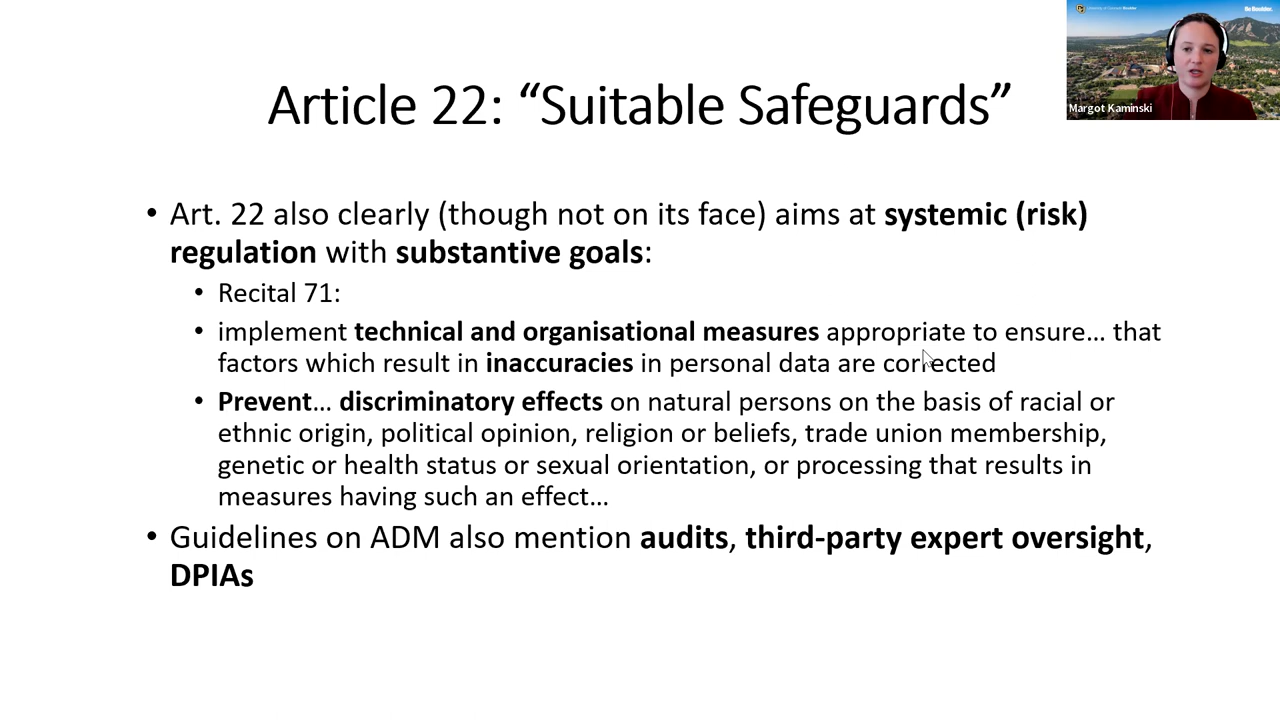 Article 22: “Suitable Safeguards”
Margot Kaminski
• Art. 22 also clearly (though not on its face) aims at systemic (risk)
regulation with substantive goals:
• Recital 71:
• implement technical and organisational measures appropriate to ensure… that
factors which result in inaccuracies in personal data are corrected
• Prevent… discriminatory effects on natural persons on the basis of racial or
ethnic origin, political opinion, religion or beliefs, trade union membership,
genetic or health status or sexual orientation, or processing that results in
measures having such an effect…
• Guidelines on ADM also mention audits, third-party expert oversight,
DPIAs